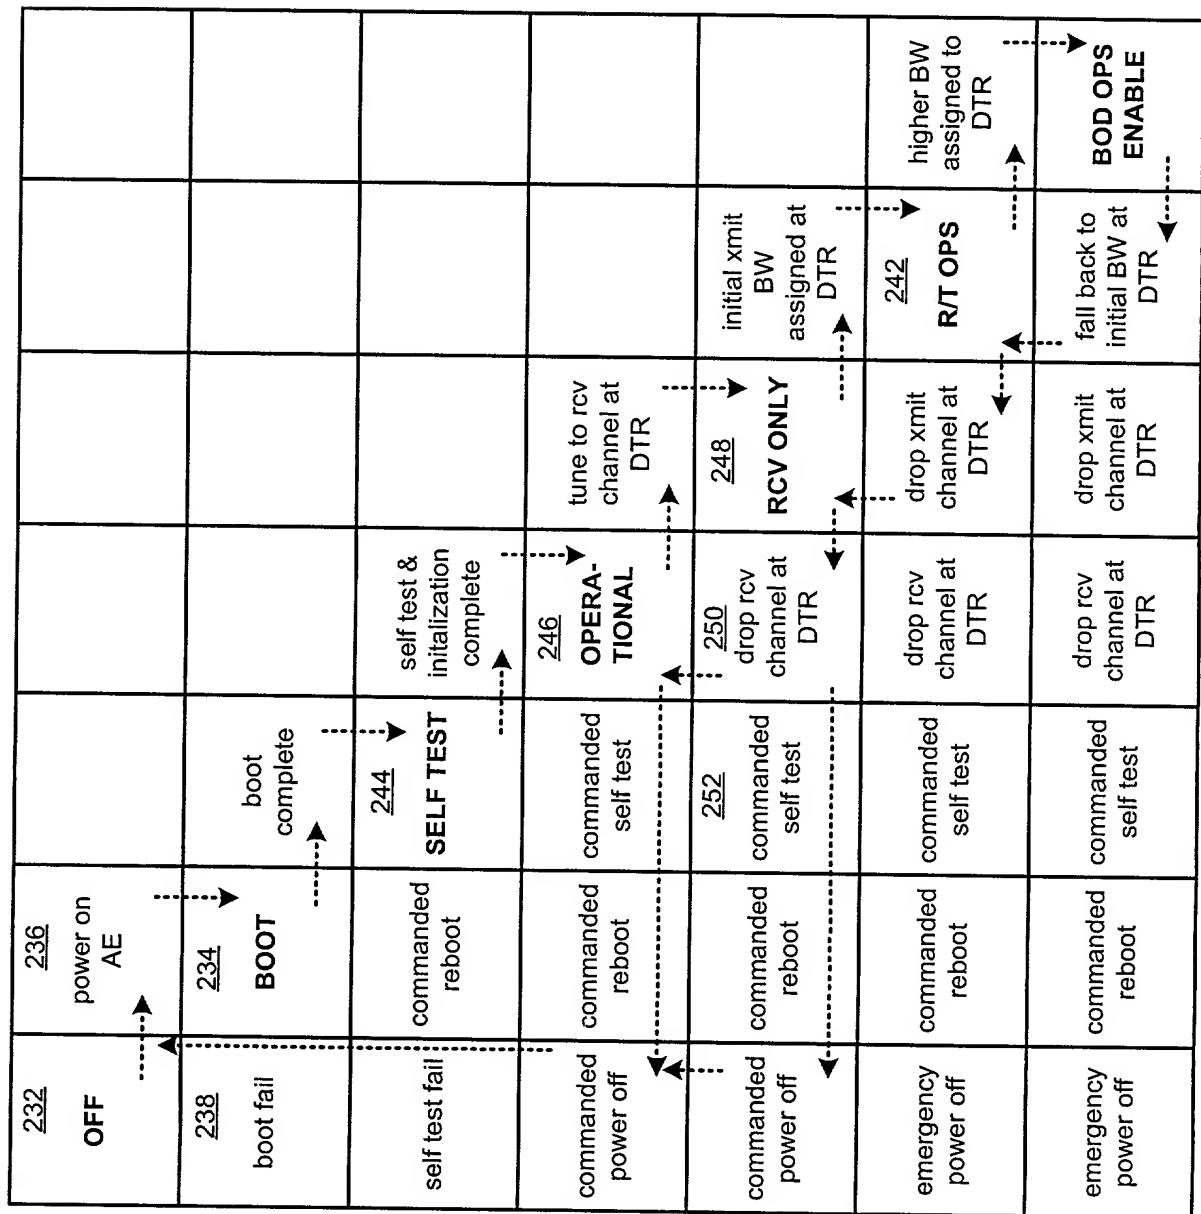 232
OFF
236
power on
AE
238
boot fail
234
BOOT
boot
complete
self test fail
commanded
reboot
244
SELF TEST
self test &
initalization
complete
commanded
power off
commanded
reboot
commanded
self test
246
OPERA-
TIONAL
tune to rcv
channel at
DTR
commanded
power off
commanded
reboot
252
commanded
self test
250
drop rcv
channel at
DTR
248
RCV ONLY
initial xmit
BW
assigned at
DTR
emergency
power off
commanded
reboot
commanded
self test
drop rcv
channel at
DTR
drop xmit
channel at
DTR
242
R/T OPS
higher BW
assigned to
DTR
emergency
power off
commanded
reboot
commanded
self test
drop rcv
channel at
DTR
drop xmit
channel at
DTR
fall back to
initial BW at
DTR
BOD OPS
ENABLE